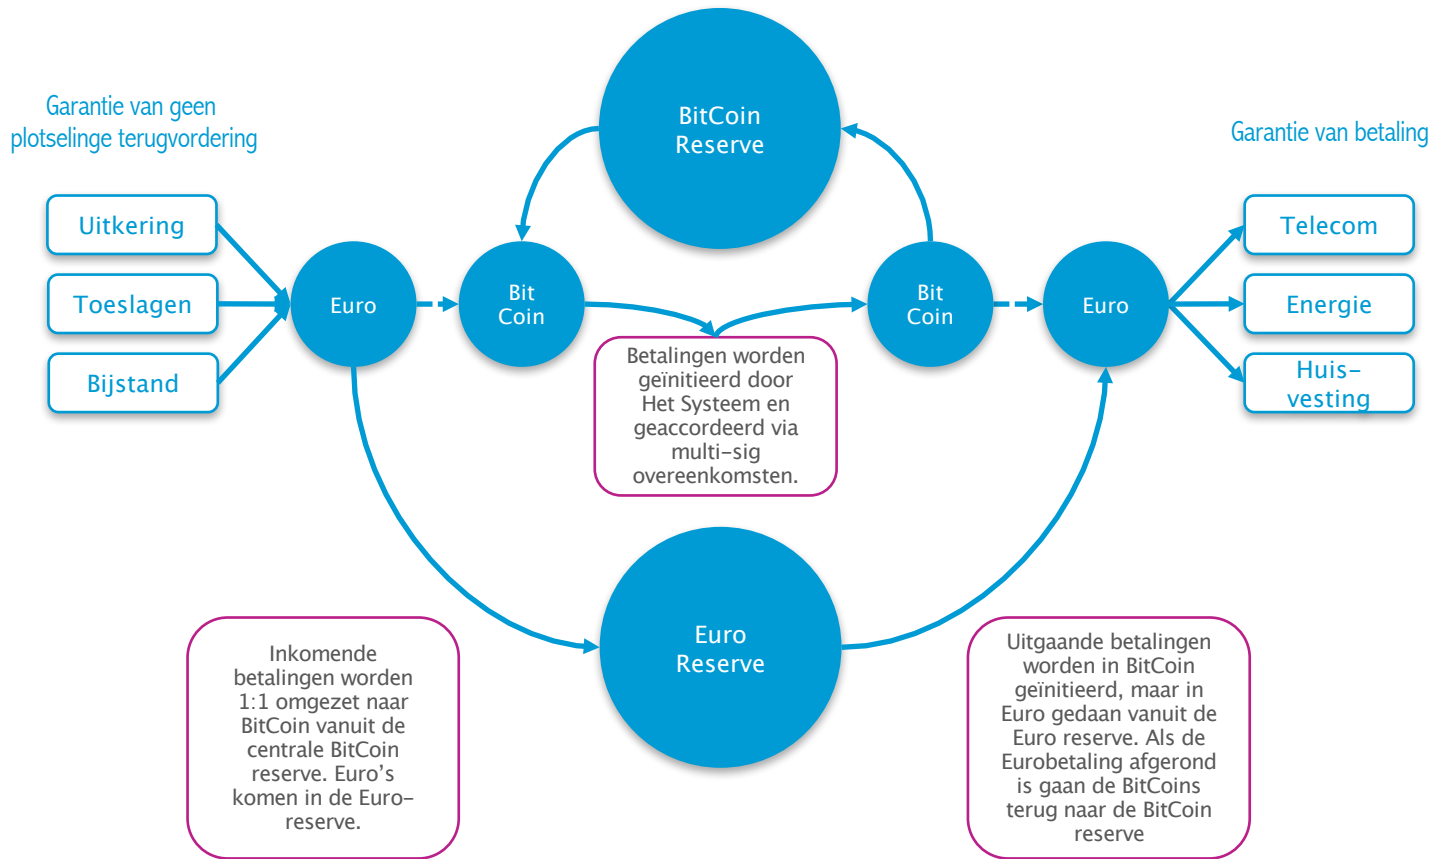 Garantie van geen
plotselinge terugvordering
Uitkering
Toeslagen
Bijstand
Euro
Bit
Coin
BitCoin
Reserve
Betalingen worden
geïnitieerd door
Het Systeem en
geaccordeerd via
multi-sig
overeenkomsten.
Bit
Coin
Euro
Garantie van betaling
Telecom
Energie
Huis-
vesting
Euro
Reserve
Inkomende
betalingen worden
1:1 omgezet naar
BitCoin vanuit de
centrale BitCoin
reserve. Euro's
komen in de Euro-
reserve.
Uitgaande betalingen
worden in BitCoin
geïnitieerd, maar in
Euro gedaan vanuit de
Euro reserve. Als de
Eurobetaling afgerond
is gaan de BitCoins
terug naar de BitCoin
reserve